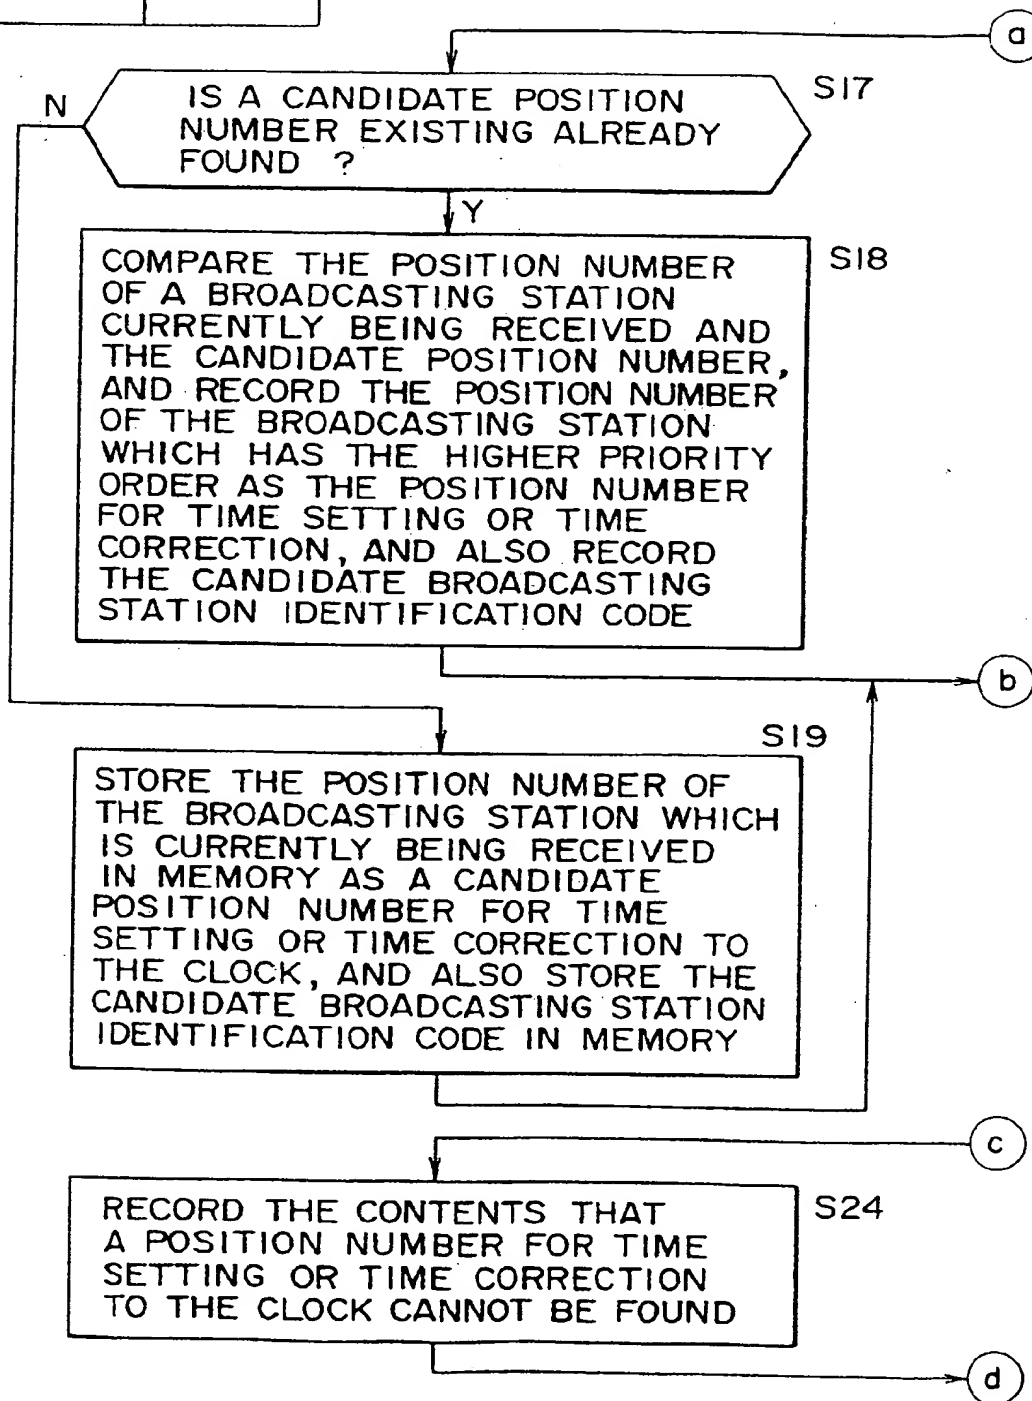 a
S17
N
IS A CANDIDATE POSITION
NUMBER EXISTING ALREADY
FOUND ?
Y
S18
COMPARE THE POSITION NUMBER
OF A BROADCASTING STATION
CURRENTLY BEING RECEIVED AND
THE CANDIDATE POSITION NUMBER,
AND RECORD THE POSITION NUMBER
OF THE BROADCASTING STATION
WHICH HAS THE HIGHER PRIORITY
ORDER AS THE POSITION NUMBER
FOR TIME SETTING OR TIME
CORRECTION, AND ALSO RECORD
THE CANDIDATE BROADCASTING
STATION IDENTIFICATION CODE
b
S19
STORE THE POSITION NUMBER OF
THE BROADCASTING STATION WHICH
IS CURRENTLY BEING RECEIVED
IN MEMORY AS A CANDIDATE
POSITION NUMBER FOR TIME
SETTING OR TIME CORRECTION TO
THE CLOCK, AND ALSO STORE THE
CANDIDATE BROADCASTING STATION
IDENTIFICATION CODE IN MEMORY
c
S24
RECORD THE CONTENTS THAT
A POSITION NUMBER FOR TIME
SETTING OR TIME CORRECTION
TO THE CLOCK CANNOT BE FOUND
d